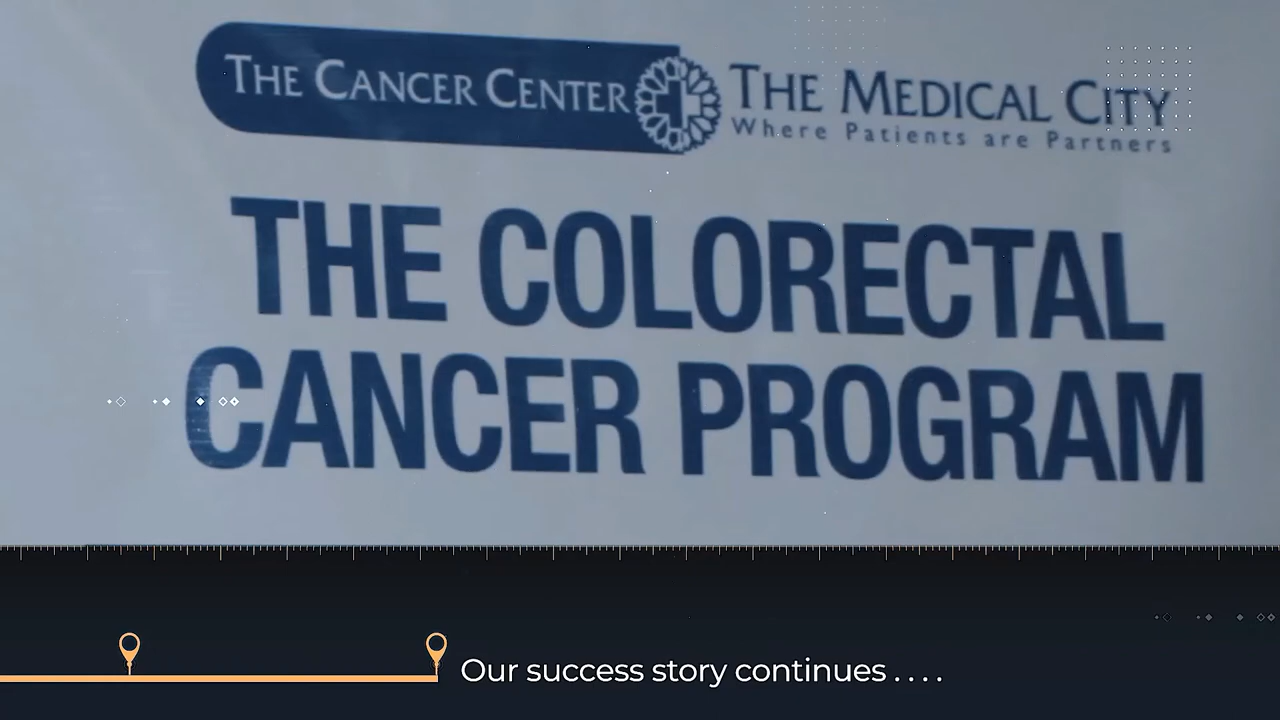 THE CANCER CENTER THE MEDICAL CITY
Where Patients are Partners
THE COLORECTAL
CANCER PROGRAM
Our success story continues . . . .